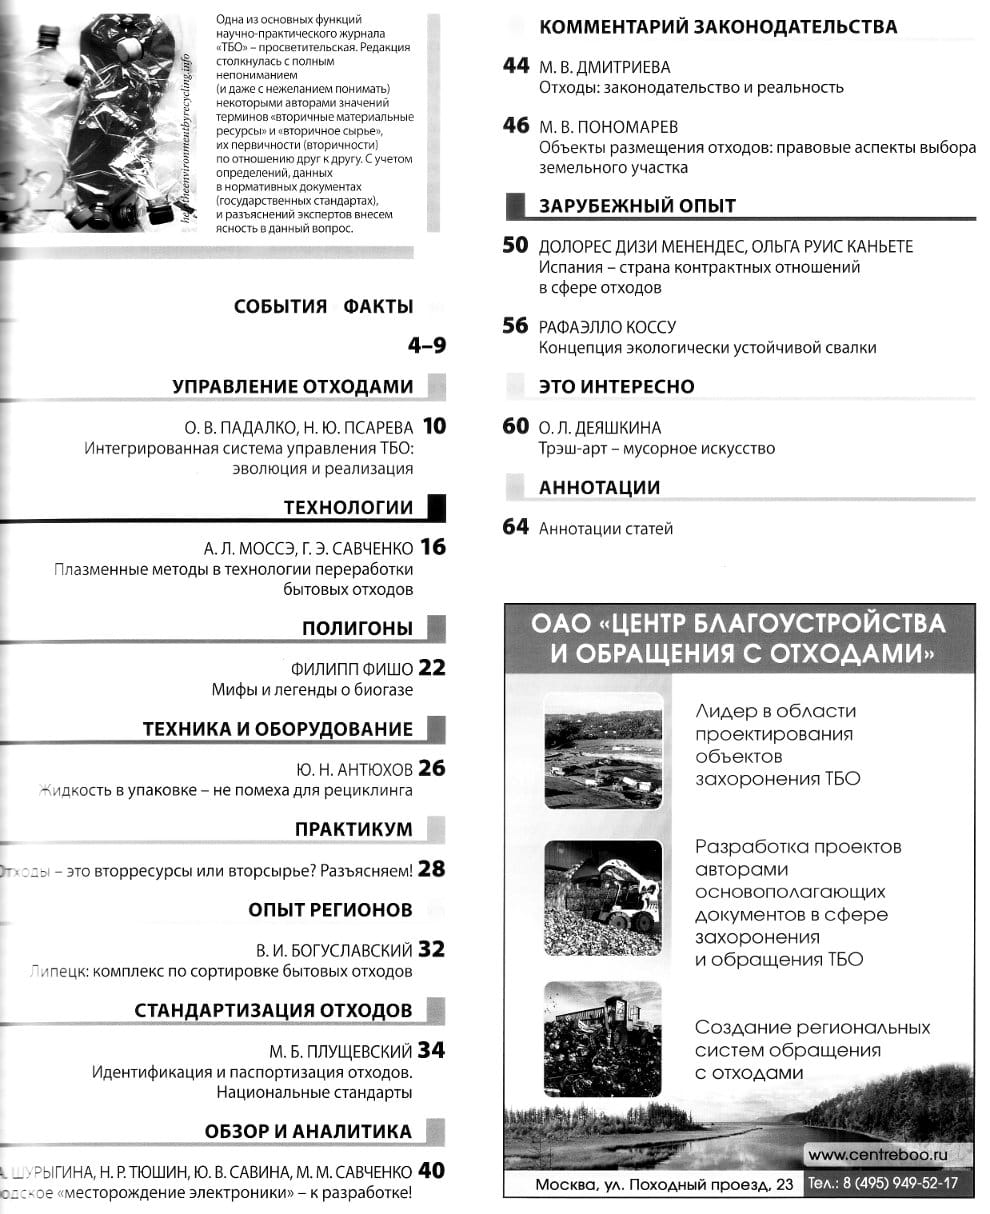 Одна из основных функций
научно-практического журнала
«ТБО» – просветительская. Редакция
столкнулась с полным
непониманием
(и даже с нежеланием понимать)
некоторыми авторами значений
терминов «вторичные материальные
ресурсы» и «вторичное сырье»,
их первичности (вторичности)
по отношению друг к другу. С учетом
определений, данных
в нормативных документах
(государственных стандартах),
и разъяснений экспертов внесем
ясность в данный вопрос.
32
СОБЫТИЯ ФАКТЫ
4–9
УПРАВЛЕНИЕ ОТХОДАМИ
О. В. ПАДАЛКО, Н. Ю. ПСАРЕВА 10
Интегрированная система управления ТБО:
эволюция и реализация
ТЕХНОЛОГИИ
А. Л. МОССЭ, Г. Э. САВЧЕНКО 16
Плазменные методы в технологии переработки
бытовых отходов
ПОЛИГОНЫ
ФИЛИПП ФИШО 22
Мифы и легенды о биогазе
ТЕХНИКА И ОБОРУДОВАНИЕ
Ю. Н. АНТЮХОВ 26
Жидкость в упаковке – не помеха для рециклинга
ПРАКТИКУМ
Отходы – это вторресурсы или вторсырье? Разъясняем! 28
ОПЫТ РЕГИОНОВ
В. И. БОГУСЛАВСКИЙ 32
Липецк: комплекс по сортировке бытовых отходов
СТАНДАРТИЗАЦИЯ ОТХОДОВ
М. Б. ПЛУЩЕВСКИЙ 34
Идентификация и паспортизация отходов.
Национальные стандарты
ОБЗОР И АНАЛИТИКА
ШУРЫГИНА, Н. Р. ТЮШИН, Ю. В. САВИНА, М. М. САВЧЕНКО 40
«месторождение электроники» – к разработке!
КОММЕНТАРИЙ ЗАКОНОДАТЕЛЬСТВА
44 М. В. ДМИТРИЕВА
Отходы: законодательство и реальность
46 М. В. ПОНОМАРЕВ
Объекты размещения отходов: правовые аспекты выбора
земельного участка
ЗАРУБЕЖНЫЙ ОПЫТ
50 ДОЛОРЕС ДИЗИ МЕНЕНДЕС, ОЛЬГА РУИС КАНЬЕТЕ
Испания – страна контрактных отношений
в сфере отходов
56 РАФАЭЛЛО КОССУ
Концепция экологически устойчивой свалки
ЭТО ИНТЕРЕСНО
60 О. Л. ДЕЯШКИНА
Трэш-арт – мусорное искусство
АННОТАЦИИ
64 Аннотации статей
ОАО «ЦЕНТР БЛАГОУСТРОЙСТВА
И ОБРАЩЕНИЯ С ОТХОДАМИ»
Лидер в области
проектирования
объектов
захоронения ТБО
Разработка проектов
авторами
основополагающих
документов в сфере
захоронения
и обращения ТБО
Создание региональных
систем обращения
с отходами
www.centreboo.ru
Москва, ул. Походный проезд, 23 Тел.: 8 (495) 949-52-17